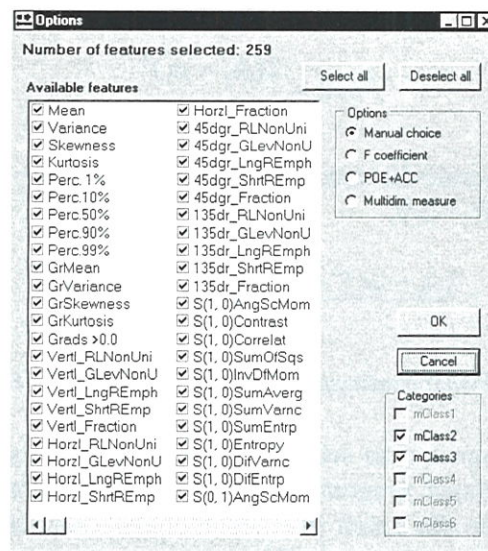 Options
Number of features selected: 259
Select all
Deselect all
Available features
Mean
Variance
Skewness
Kurtosis
Perc. 1%
Perc.10%
Perc.50%
Perc.90%
Perc.99%
GrMean
GrVariance
GrSkewness
GrKurtosis
Grads >0.0
Vertl_RLNonUni
Vertl_GLevNonU
Vertl_LngREmph
Vertl_ShrtREmp
Vertl_Fraction
Horzl_RLNonUni
Horzl_GLevNonU
Horzl_LngREmph
Horzl_ShrtREmp
Horzl_Fraction
45dgr_RLNonUni
45dgr_GLevNonU
45dgr_LngREmph
45dgr_ShrtREmp
45dgr_Fraction
135dr_RLNonUni
135dr_GLevNonU
135dr_LngREmph
135dr_ShrtREmp
135dr_Fraction
S(1, 0)AngScMom
S(1, 0)Contrast
S(1, 0)Correlat
S(1, 0)SumOfSqs
S(1, 0)InvDfMom
S(1, 0)SumAverg
S(1, 0)SumVarnc
S(1, 0)SumEntrp
S(1, 0)Entropy
S(1, 0)DifVarnc
S(1, 0)DifEntrp
S(0, 1)AngScMom
Options
Manual choice
F coefficient
POE+ACC
Multidim. measure
OK
Cancel
Categories
mClass1
mClass2
mClass3
mClass4
mClass5
mClass6